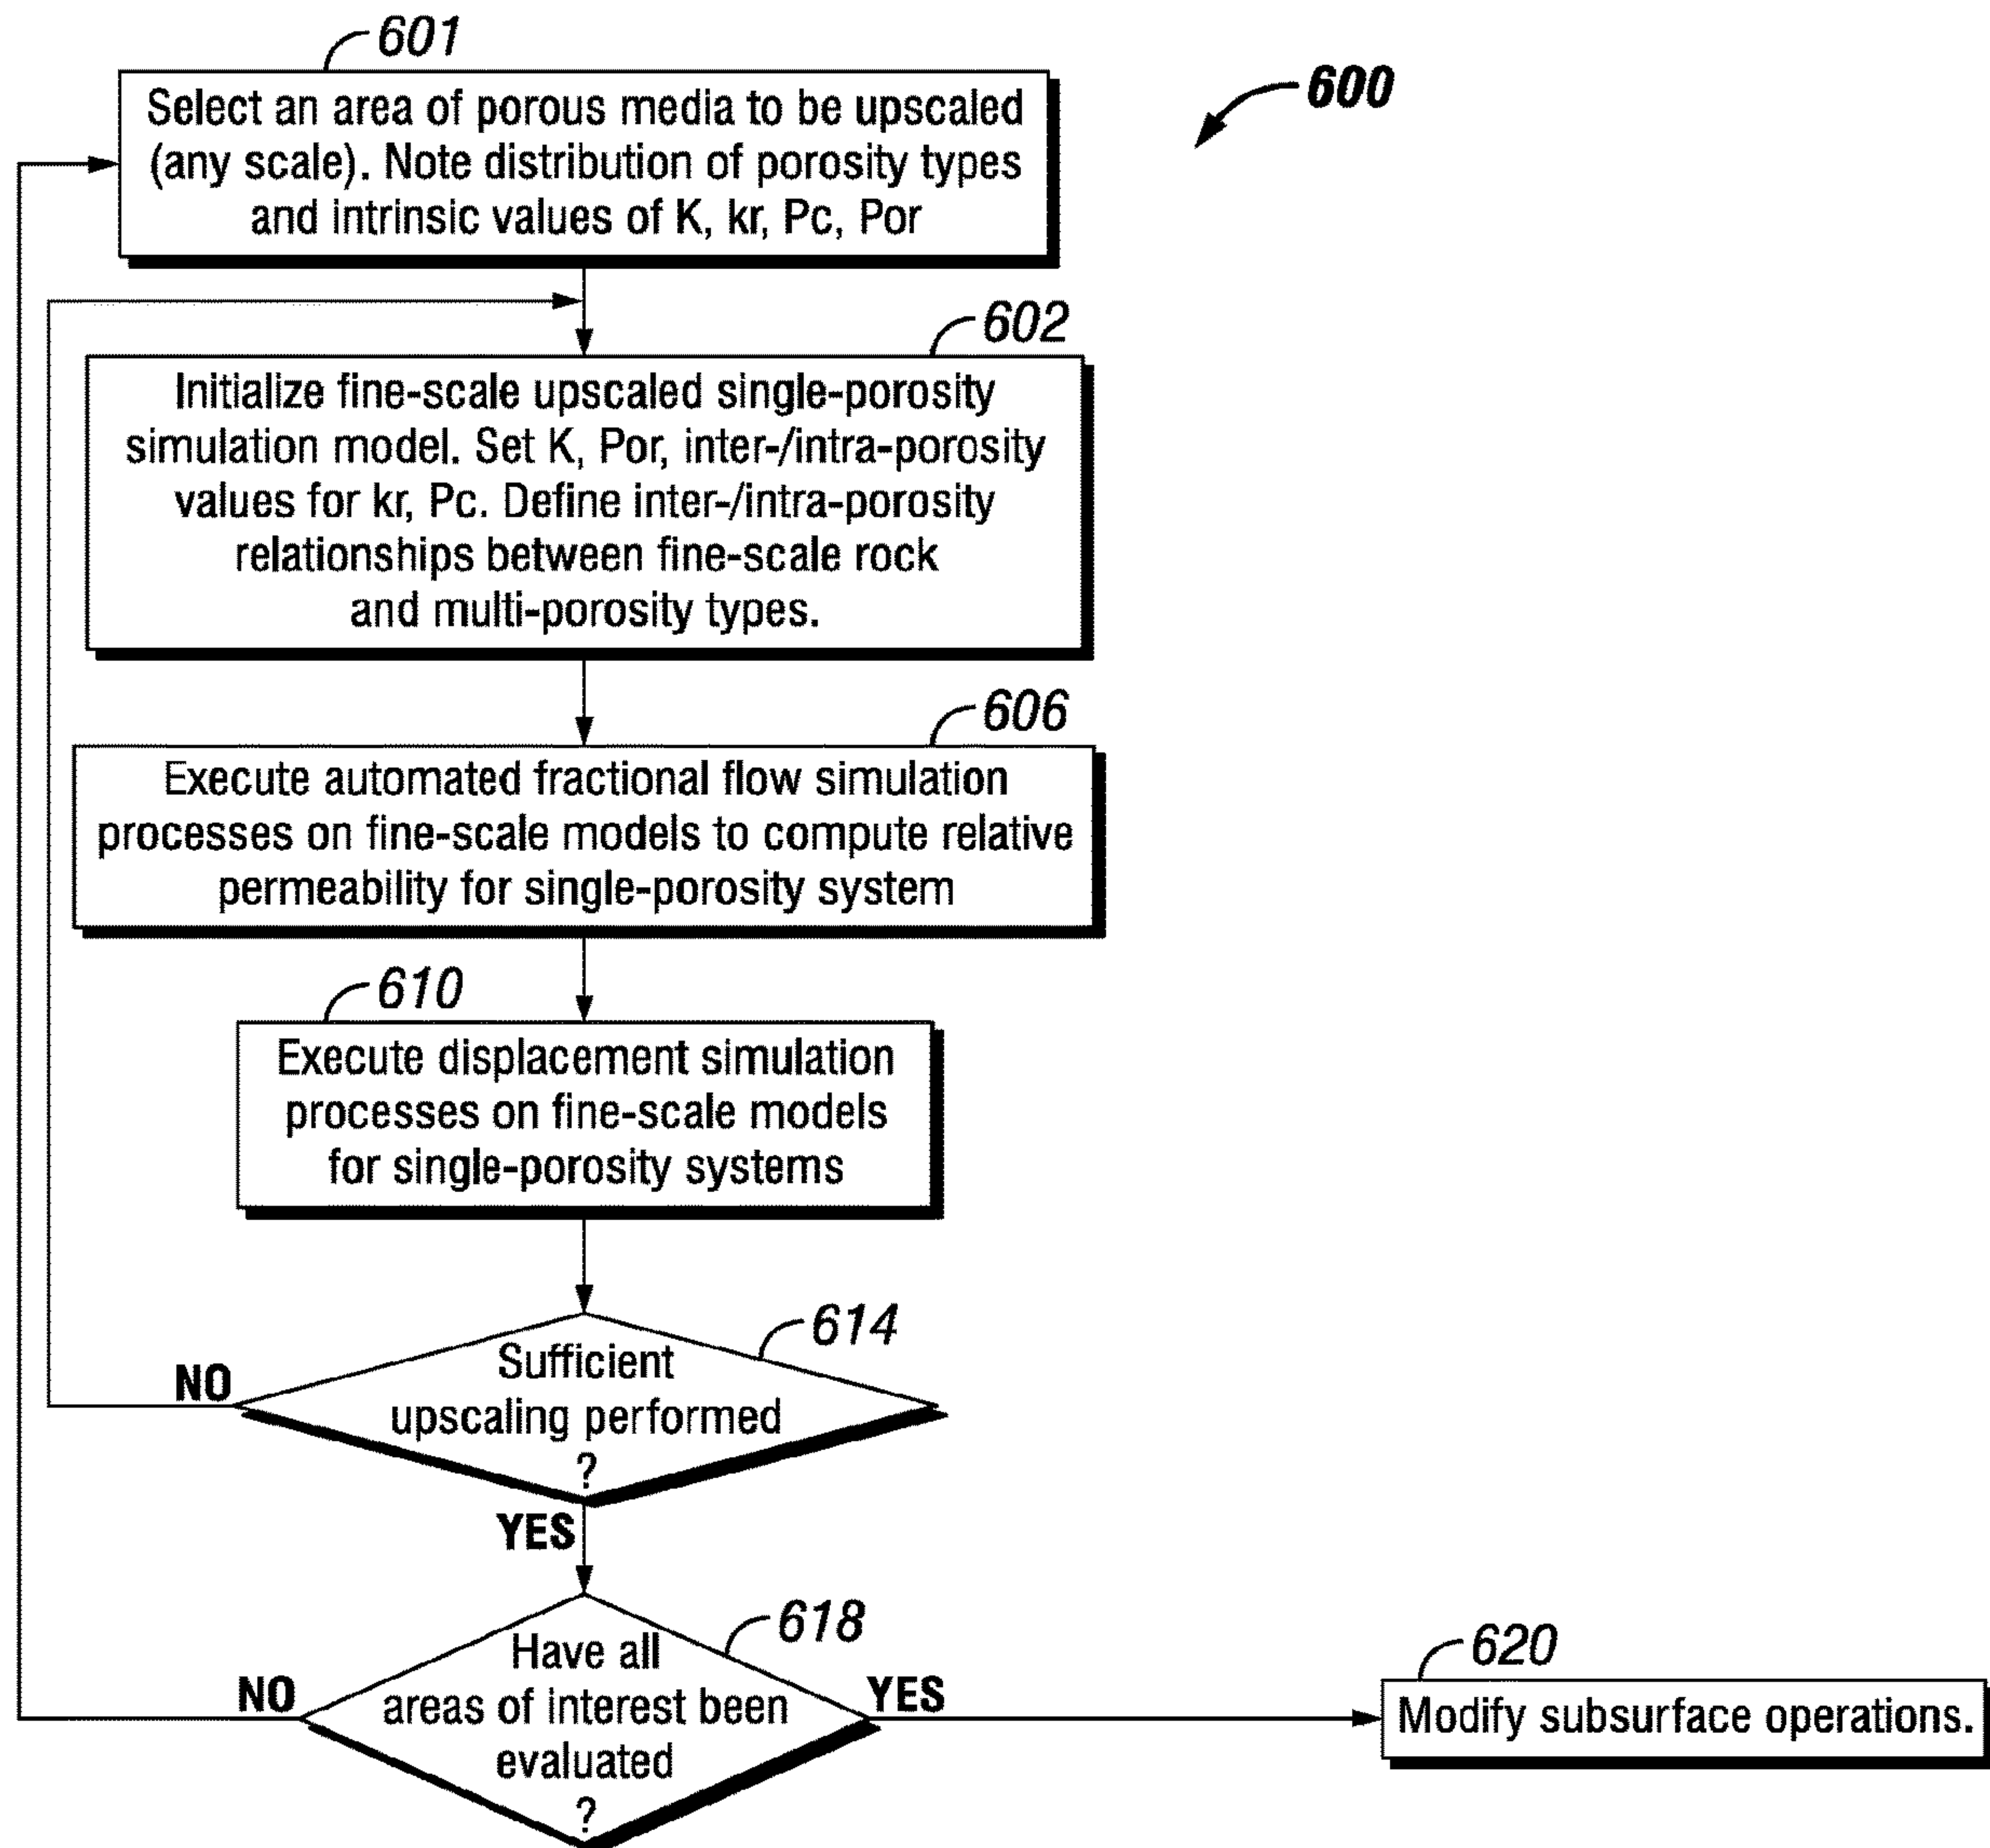 601
600
Select an area of porous media to be upscaled
(any scale). Note distribution of porosity types
and intrinsic values of K, kr, Pc, Por
602
Initialize fine-scale upscaled single-porosity
simulation model. Set K, Por, inter-/intra-porosity
values for kr, Pc. Define inter-/intra-porosity
relationships between fine-scale rock
and multi-porosity types.
606
Execute automated fractional flow simulation
processes on fine-scale models to compute relative
permeability for single-porosity system
610
Execute displacement simulation
processes on fine-scale models
for single-porosity systems
614
Sufficient
upscaling performed
?
NO
YES
618
Have all
areas of interest been
evaluated
?
NO
YES
620
Modify subsurface operations.